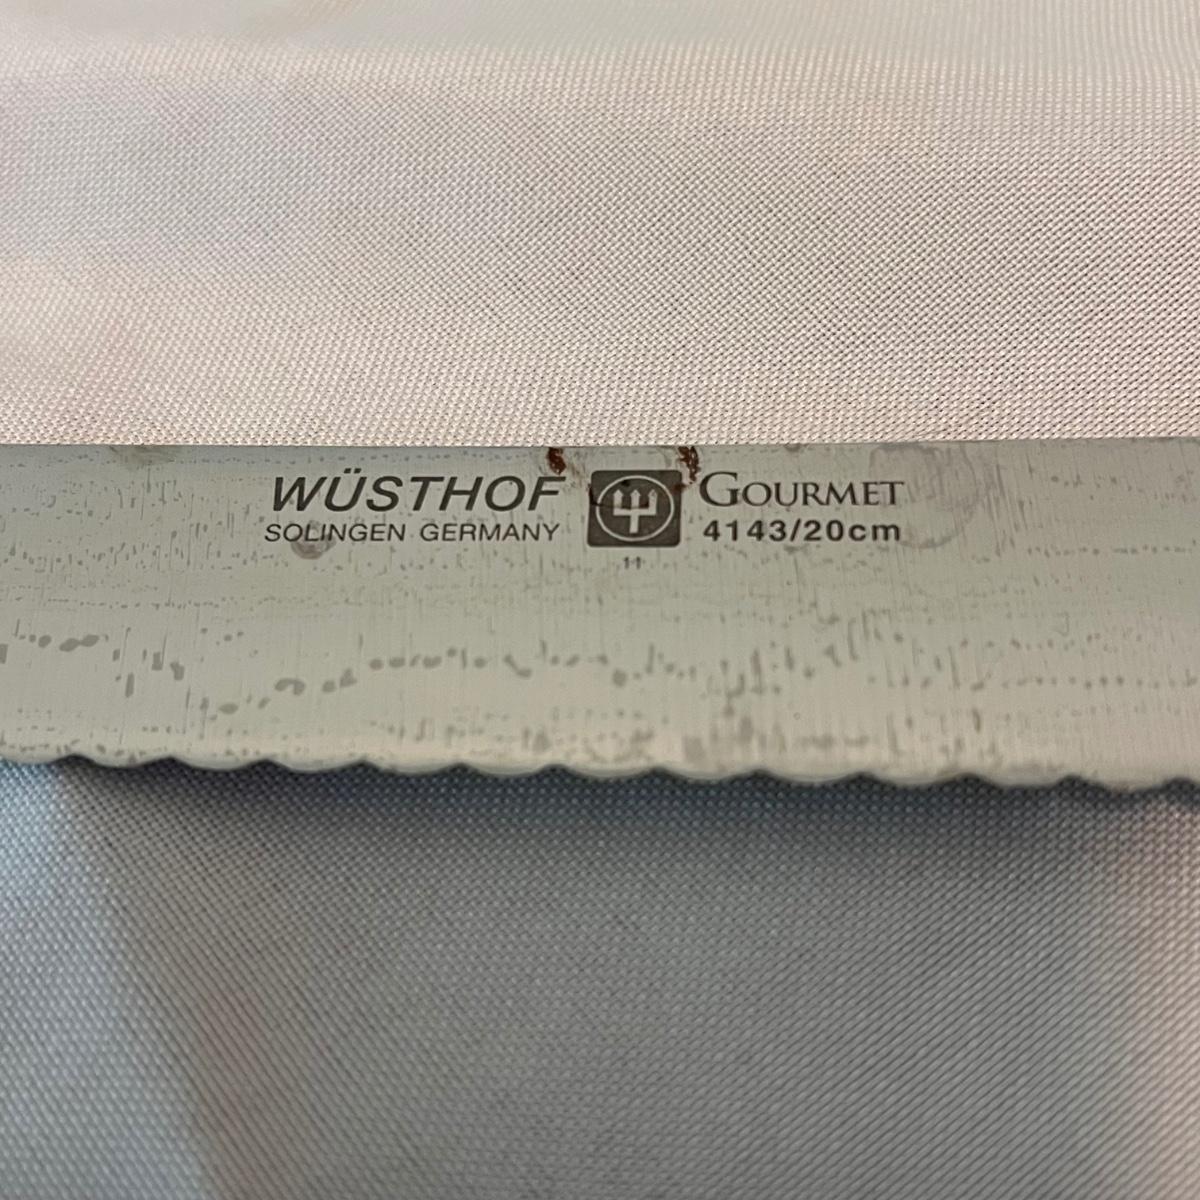 WÜSTHOF
SOLINGEN GERMANY
GOURMET
4143/20cm
11